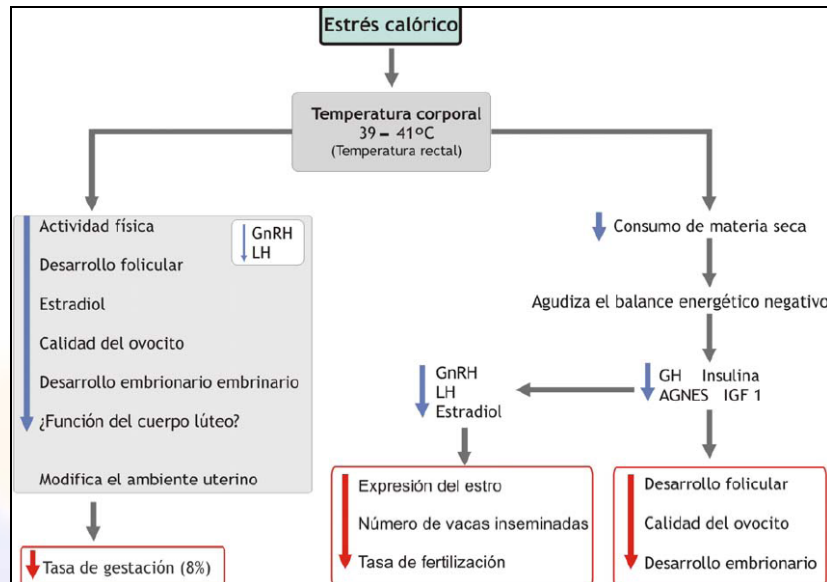 Estrés calórico
Temperatura corporal
39 – 41ºC
(Temperatura rectal)
Actividad física
GnRH
LH
Desarrollo folicular
Estradiol
Calidad del ovocito
Desarrollo embrionario embrinario
¿Función del cuerpo lúteo?
Modifica el ambiente uterino
Tasa de gestación (8%)
Consumo de materia seca
Agudiza el balance energético negativo
GH Insulina
AGNES IGF 1
GnRH
LH
Estradiol
Expresión del estro
Número de vacas inseminadas
Tasa de fertilización
Desarrollo folicular
Calidad del ovocito
Desarrollo embrionario